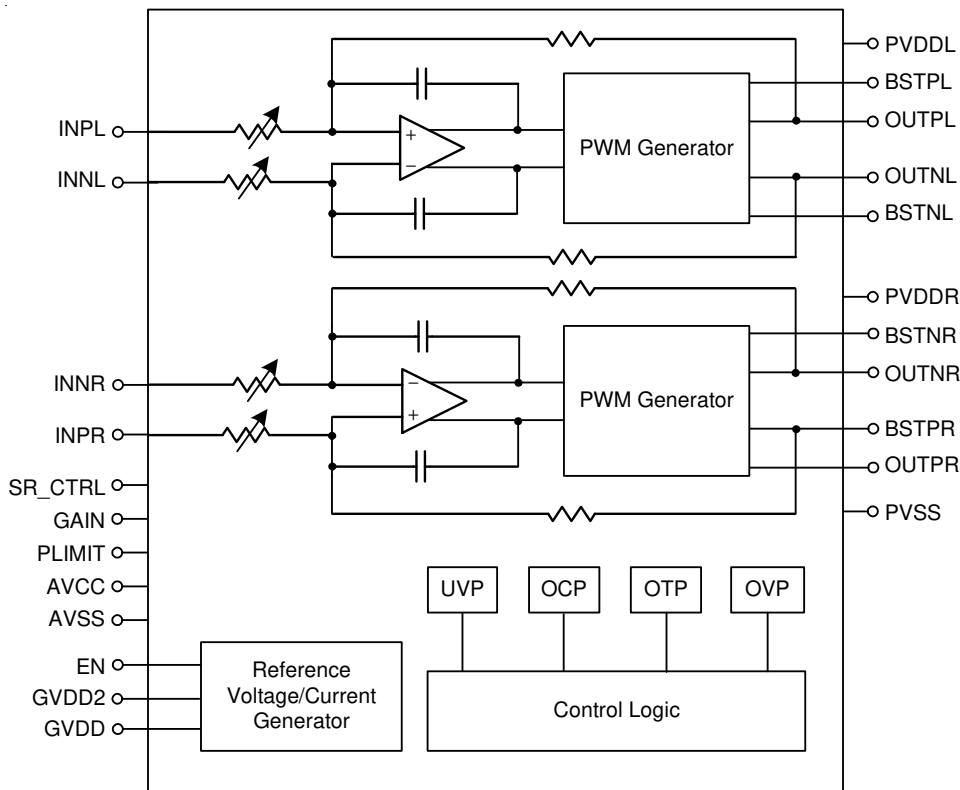 PVDDL
BSTPL
INPL
+
PWM Generator
OUTPL
INNL
−
OUTNL
BSTNL
PVDDR
BSTNR
INNR
−
PWM Generator
OUTNR
INPR
+
BSTPR
OUTPR
SR_CTRL
GAIN
PVSS
PLIMIT
AVCC
AVSS
UVP
OCP
OTP
OVP
EN
GVDD2
GVDD
Reference
Voltage/Current
Generator
Control Logic